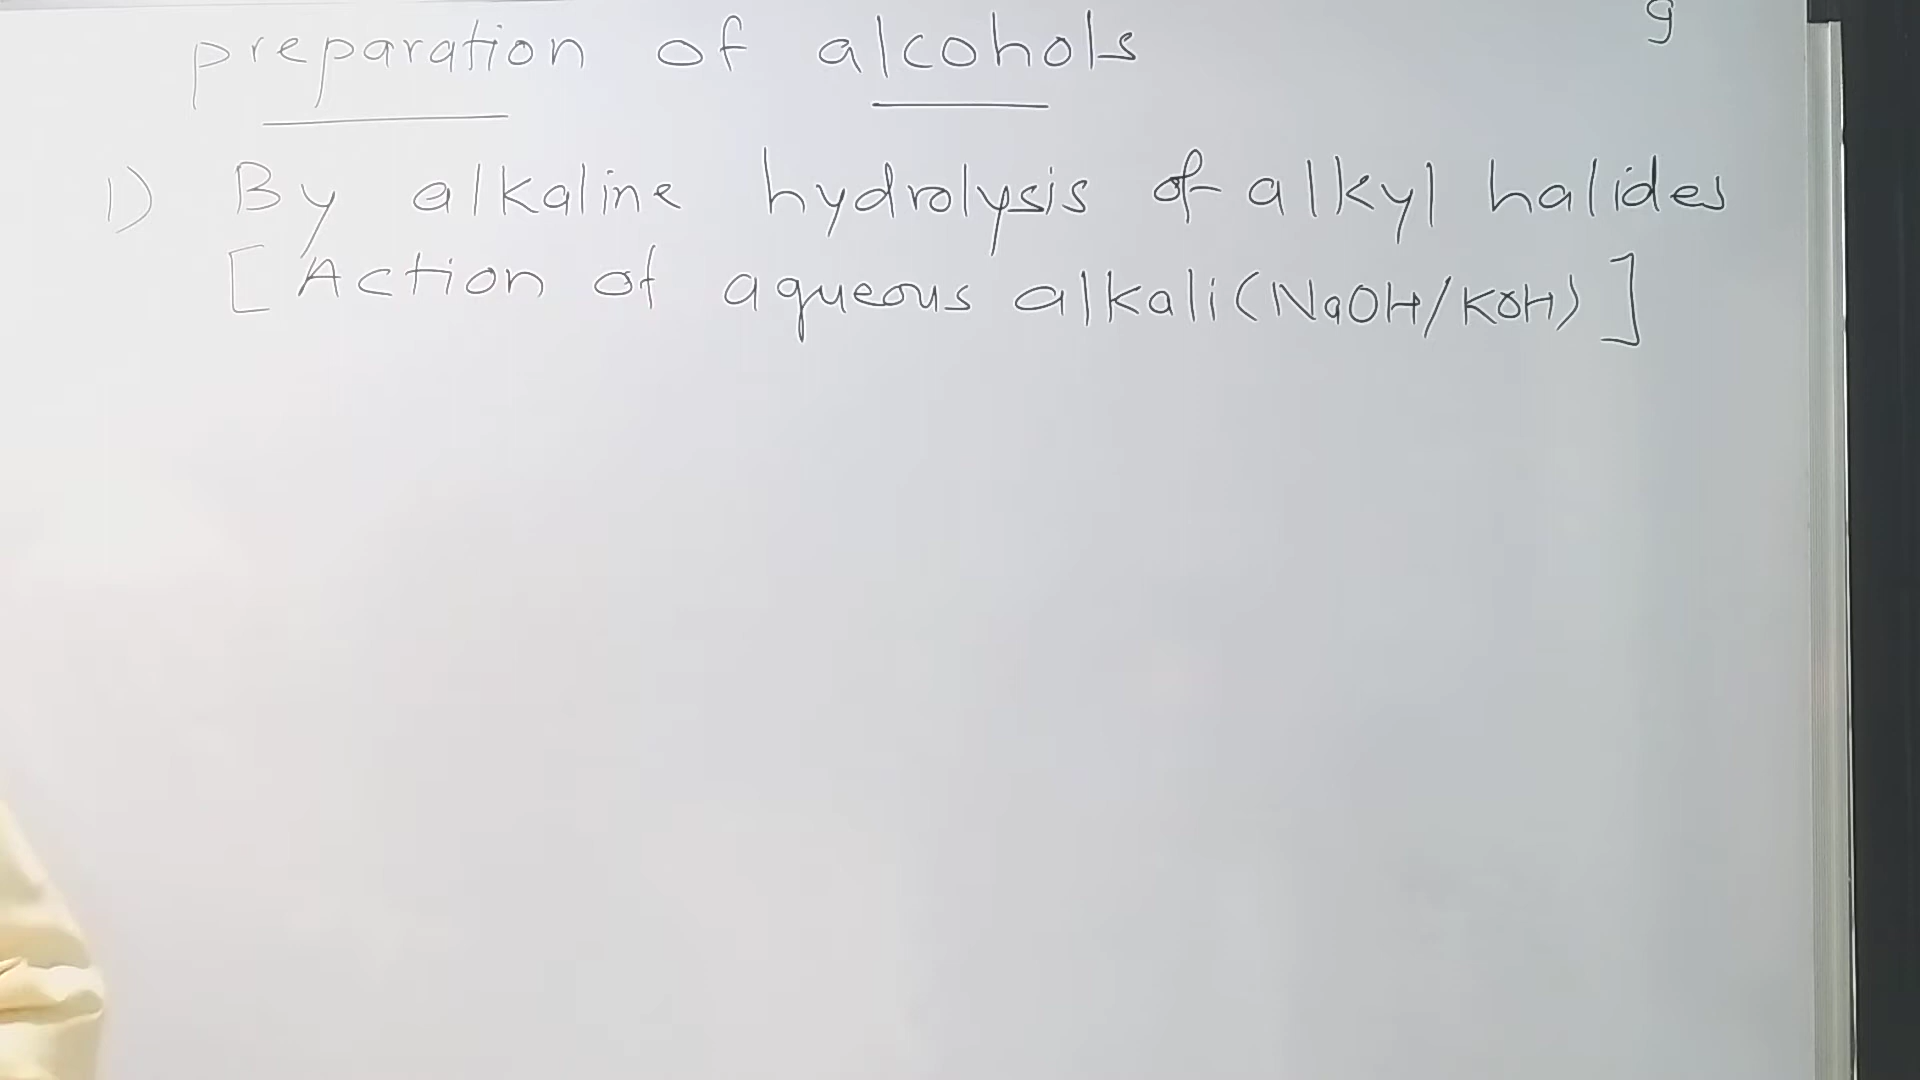 9
preparation of alcohols
1) By alkaline hydrolysis of alkyl halides
[Action of aqueous alkali(NaOH/KOH)]